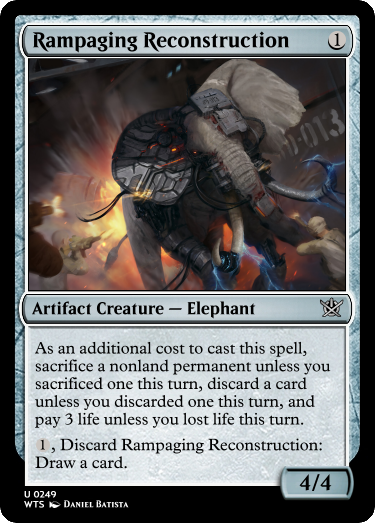 Rampaging Reconstruction 1
013
Artifact Creature — Elephant
As an additional cost to cast this spell,
sacrifice a nonland permanent unless you
sacrificed one this turn, discard a card
unless you discarded one this turn, and
pay 3 life unless you lost life this turn.
1, Discard Rampaging Reconstruction:
Draw a card.
4/4
U 0249
WTS Daniel Batista